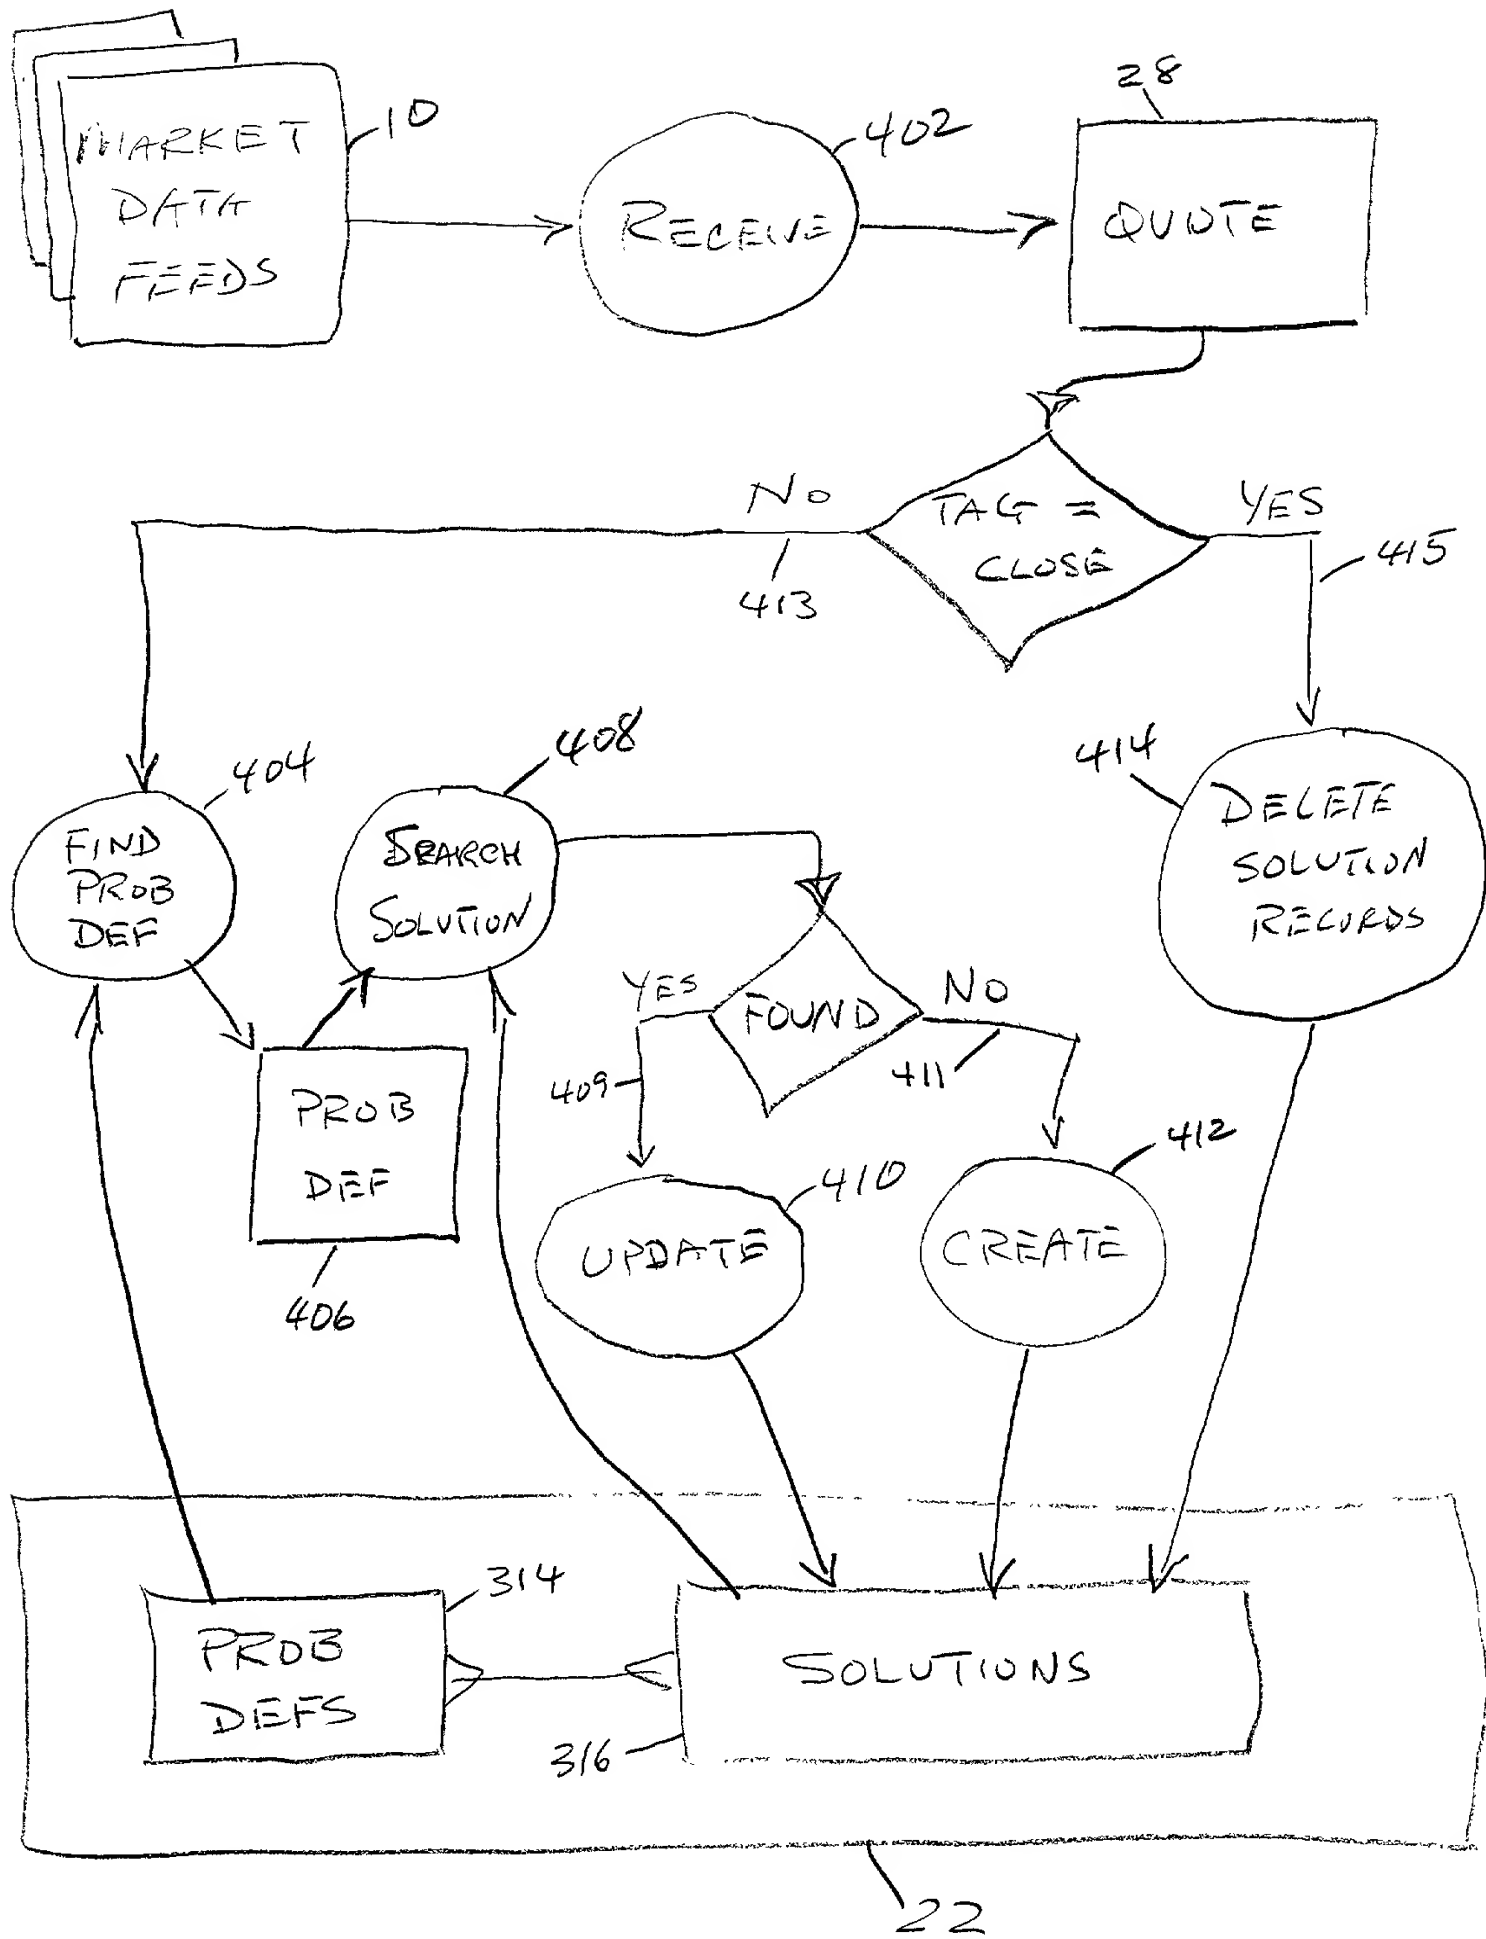 10
402
28
MARKET
DATA
FEEDS
RECEIVE
QUOTE
NO
YES
TAG =
CLOSE
413
415
404
408
414
FIND
PROB
DEF
SEARCH
SOLUTION
DELETE
SOLUTION
RECORDS
YES
FOUND
NO
409
411
PROB
DEF
406
410
412
UPDATE
CREATE
314
PROB
DEFS
SOLUTIONS
316
22